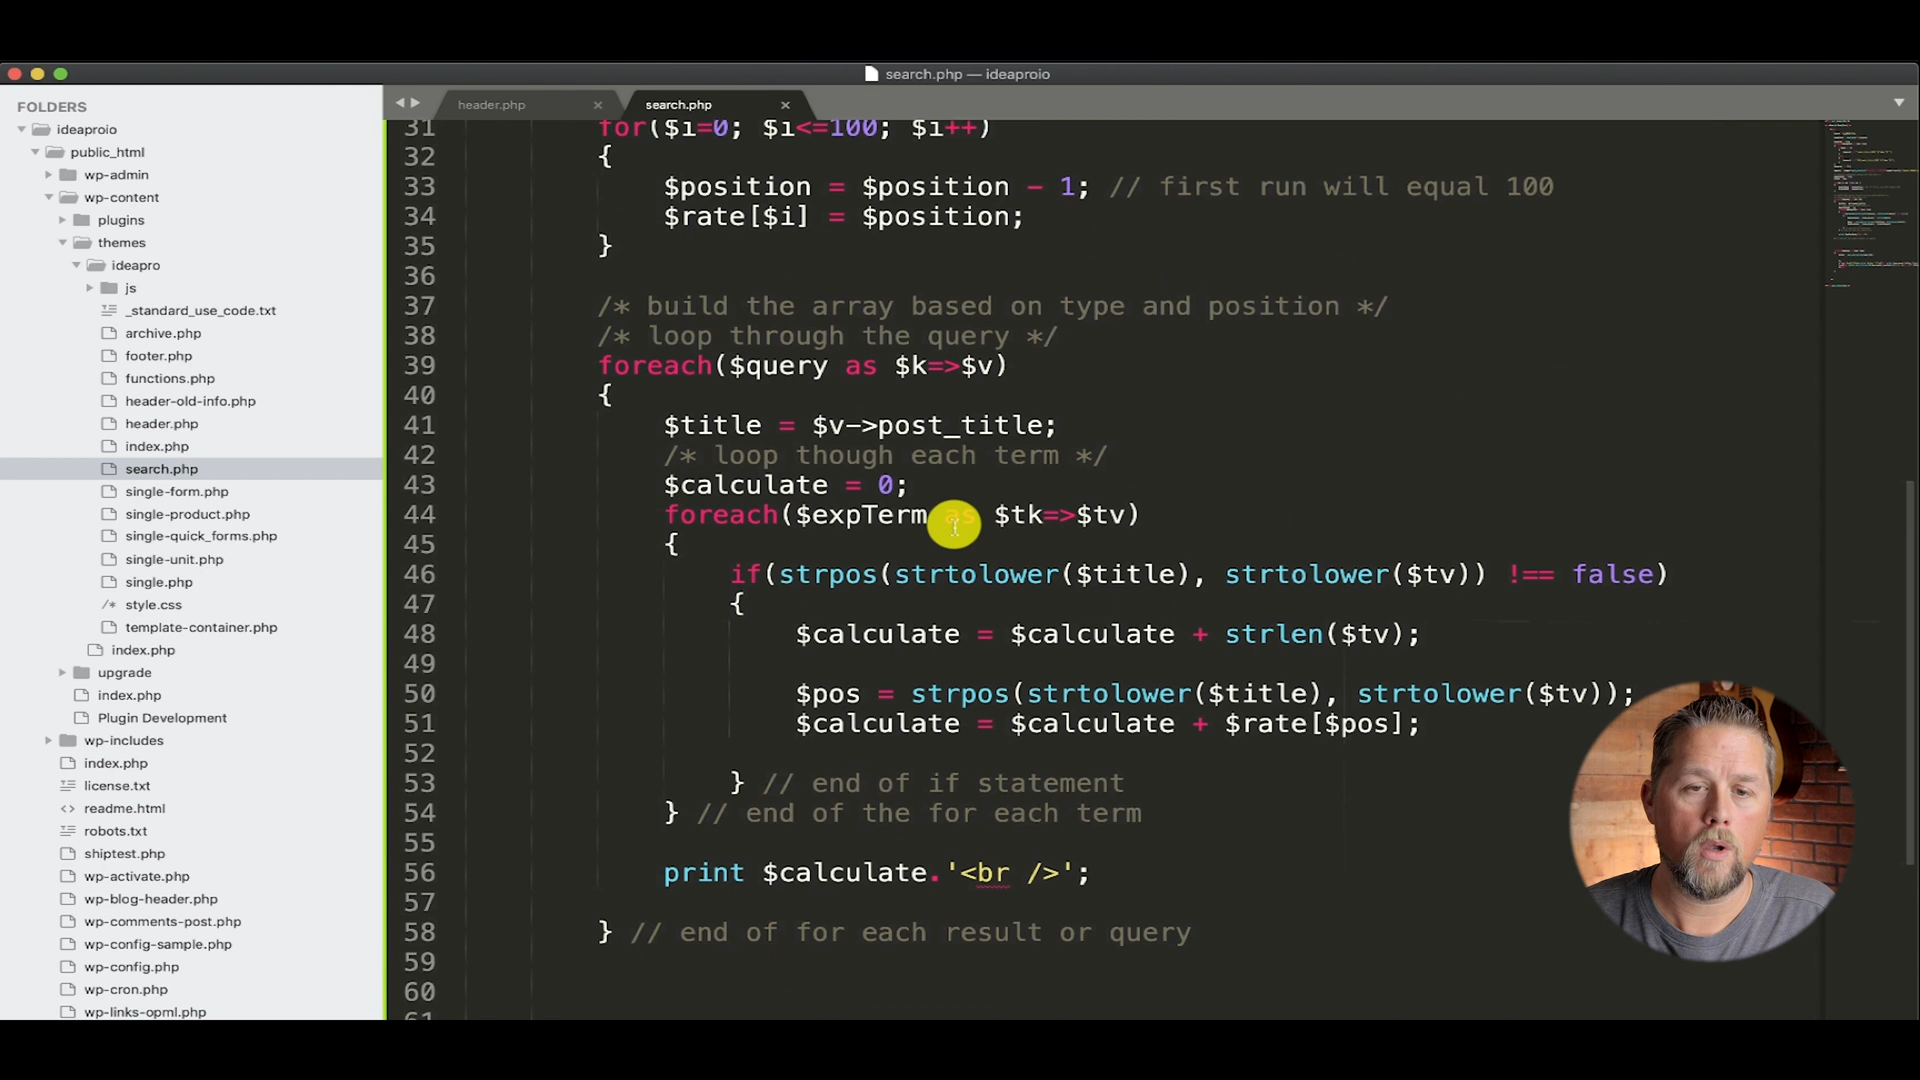 search.php — ideaproio
FOLDERS
ideaproio
public_html
wp-admin
wp-content
plugins
themes
ideapro
js
_standard_use_code.txt
archive.php
footer.php
functions.php
header-old-info.php
header.php
index.php
search.php
single-form.php
single-product.php
single-quick_forms.php
single-unit.php
single.php
/* style.css
template-container.php
index.php
upgrade
index.php
Plugin Development
wp-includes
index.php
license.txt
<> readme.html
robots.txt
shiptest.php
wp-activate.php
wp-blog-header.php
wp-comments-post.php
wp-config-sample.php
wp-config.php
wp-cron.php
wp-links-opml.php
header.php
search.php
31 for($i=0; $i<=100; $i++)
32 {
33 $position = $position - 1; // first run will equal 100
34 $rate[$i] = $position;
35 }
36
37 /* build the array based on type and position */
38 /* loop through the query */
39 foreach($query as $k=>$v)
40 {
41 $title = $v->post_title;
42 /* loop though each term */
43 $calculate = 0;
44 foreach($expTerm as $tk=>$tv)
45 {
46 if(strpos(strtolower($title), strtolower($tv)) !== false)
47 {
48 $calculate = $calculate + strlen($tv);
49
50 $pos = strpos(strtolower($title), strtolower($tv));
51 $calculate = $calculate + $rate[$pos];
52
53 } // end of if statement
54 } // end of the for each term
55
56 print $calculate.'<br />';
57
58 } // end of for each result or query
59
60
61